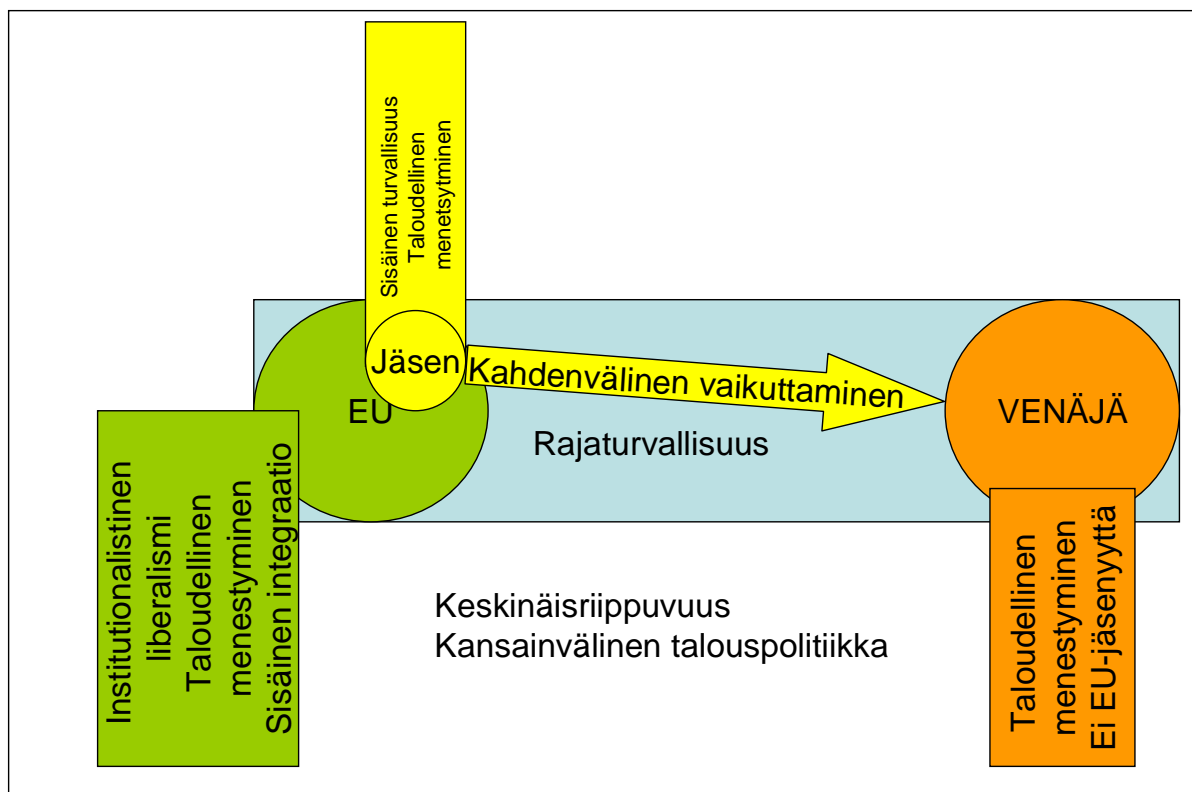 Sisäinen turvallisuus
Taloudellinen
menetsytminen
Jäsen
Kahdenvälinen vaikuttaminen
EU
VENÄJÄ
Rajaturvallisuus
Institutionalistinen
liberalismi
Taloudellinen
menestyminen
Sisäinen integraatio
Keskinäisriippuvuus
Kansainvälinen talouspolitiikka
Taloudellinen
menestyminen
Ei EU-jäsenyyttä